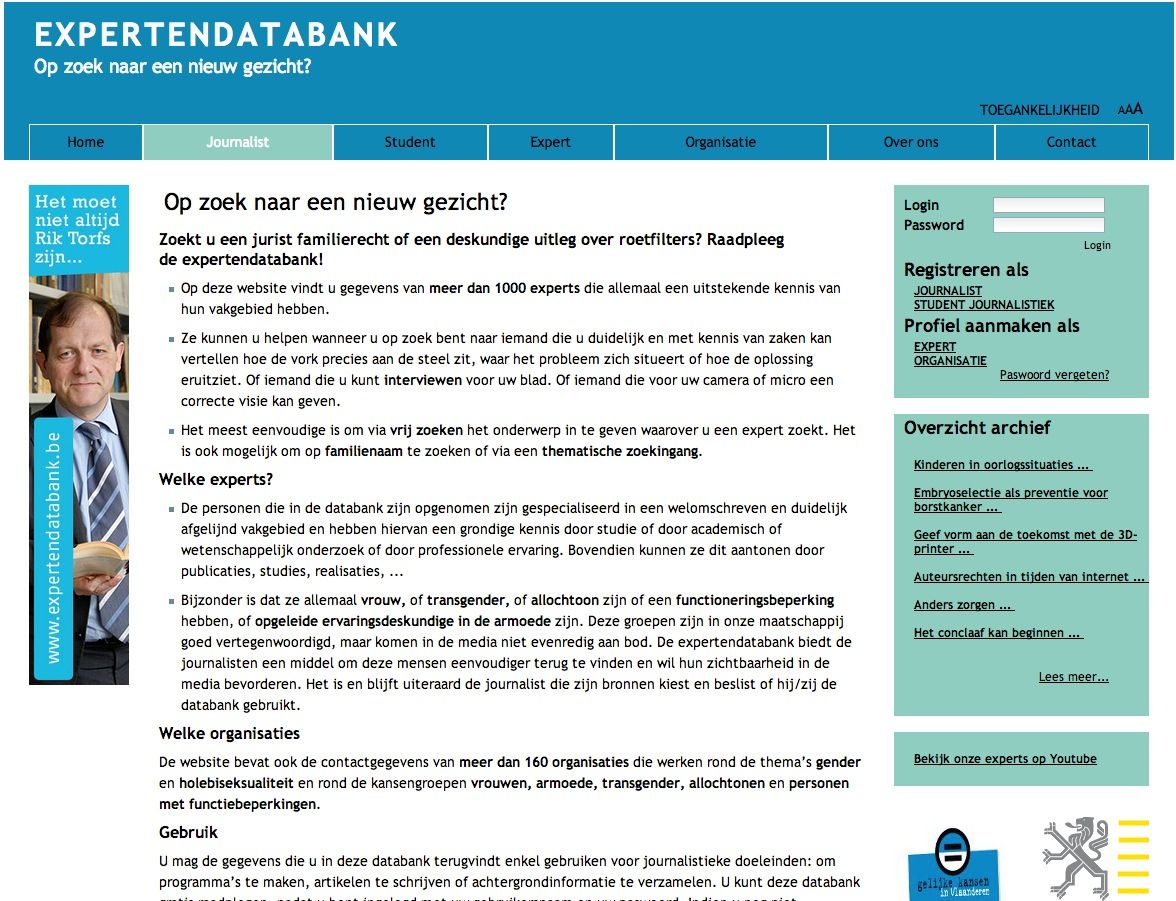 EXPERTENDATABANK
Op zoek naar een nieuw gezicht?
TOEGANKELIJKHEID AAA
Home Journalist Student Expert Organisatie Over ons Contact
Het moet
niet altijd
Rik Torfs
zijn...
www.expertendatabank.be
Op zoek naar een nieuw gezicht?
Zoekt u een jurist familierecht of een deskundige uitleg over roetfilters? Raadpleeg
de expertendatabank!
Op deze website vindt u gegevens van meer dan 1000 experts die allemaal een uitstekende kennis van
hun vakgebied hebben.
Ze kunnen u helpen wanneer u op zoek bent naar iemand die u duidelijk en met kennis van zaken kan
vertellen hoe de vork precies aan de steel zit, waar het probleem zich situeert of hoe de oplossing
eruitziet. Of iemand die u kunt interviewen voor uw blad. Of iemand die voor uw camera of micro een
correcte visie kan geven.
Het meest eenvoudige is om via vrij zoeken het onderwerp in te geven waarover u een expert zoekt. Het
is ook mogelijk om op familienaam te zoeken of via een thematische zoekingang.
Welke experts?
De personen die in de databank zijn opgenomen zijn gespecialiseerd in een welomschreven en duidelijk
afgelijnd vakgebied en hebben hiervan een grondige kennis door studie of door academisch of
wetenschappelijk onderzoek of door professionele ervaring. Bovendien kunnen ze dit aantonen door
publicaties, studies, realisaties, ...
Bijzonder is dat ze allemaal vrouw, of transgender, of allochtoon zijn of een functioneringsbeperking
hebben, of opgeleide ervaringsdeskundige in de armoede zijn. Deze groepen zijn in onze maatschappij
goed vertegenwoordigd, maar komen in de media niet evenredig aan bod. De expertendatabank biedt de
journalisten een middel om deze mensen eenvoudiger terug te vinden en wil hun zichtbaarheid in de
media bevorderen. Het is en blijft uiteraard de journalist die zijn bronnen kiest en beslist of hij/zij de
databank gebruikt.
Welke organisaties
De website bevat ook de contactgegevens van meer dan 160 organisaties die werken rond de thema’s gender
en holebiseksualiteit en rond de kansengroepen vrouwen, armoede, transgender, allochtonen en personen
met functiebeperkingen.
Gebruik
U mag de gegevens die u in deze databank terugvindt enkel gebruiken voor journalistieke doeleinden: om
programma’s te maken, artikelen te schrijven of achtergrondinformatie te verzamelen. U kunt deze databank
Login
Password
Login
Registreren als
JOURNALIST
STUDENT JOURNALISTIEK
Profiel aanmaken als
EXPERT
ORGANISATIE
Paswoord vergeten?
Overzicht archief
Kinderen in oorlogssituaties ...
Embryoselectie als preventie voor
borstkanker ...
Geef vorm aan de toekomst met de 3D-
printer ...
Auteursrechten in tijden van internet ...
Anders zorgen ...
Het conclaaf kan beginnen ...
Lees meer...
Bekijk onze experts op Youtube
gelijke kansen
in Vlaanderen